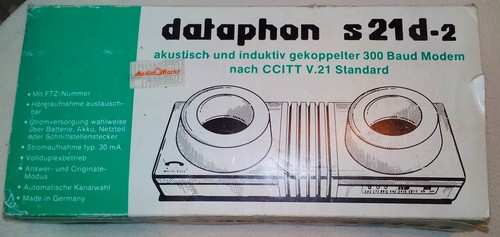 dataphon s21d-2
akustisch und induktiv gekoppelter 300 Baud Modem
nach CCITT V.21 Standard
Media Markt
• Mit FTZ-Nummer
• Höreraufnahme austausch-
bar
• Stromversorgung wahlweise
über Batterie, Akku, Netzteil
oder Schnittstellenstecker
• Stromaufnahme typ. 30 mA
• Vollduplexbetrieb
• Answer- und Originate-
Modus
• Automatische Kanalwahl
• Made in Germany